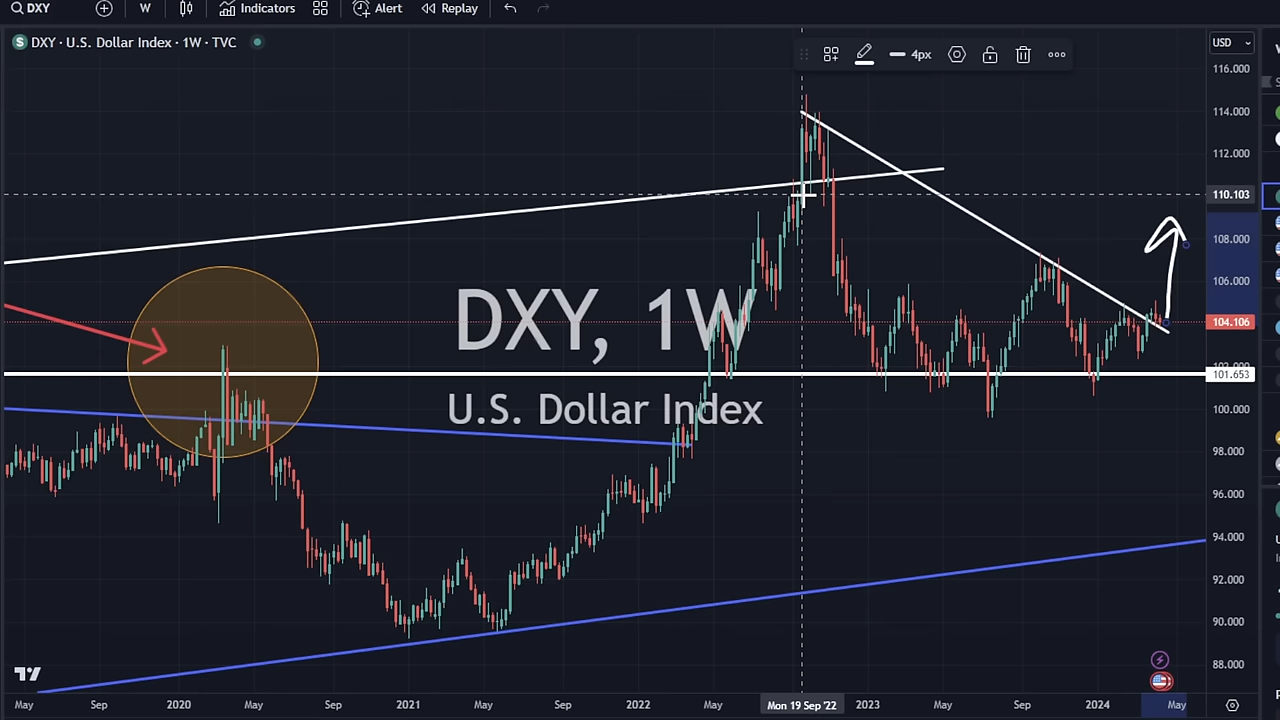 DXY W Indicators Alert Replay
S DXY · U.S. Dollar Index · 1W · TVC
4px
USD
116.000
114.000
112.000
110.103
108.000
106.000
104.106
101.653
100.000
98.000
96.000
94.000
92.000
90.000
88.000
DXY, 1W
U.S. Dollar Index
May Sep 2020 May Sep 2021 May Sep 2022 May Mon 19 Sep '22 2023 May Sep 2024 May